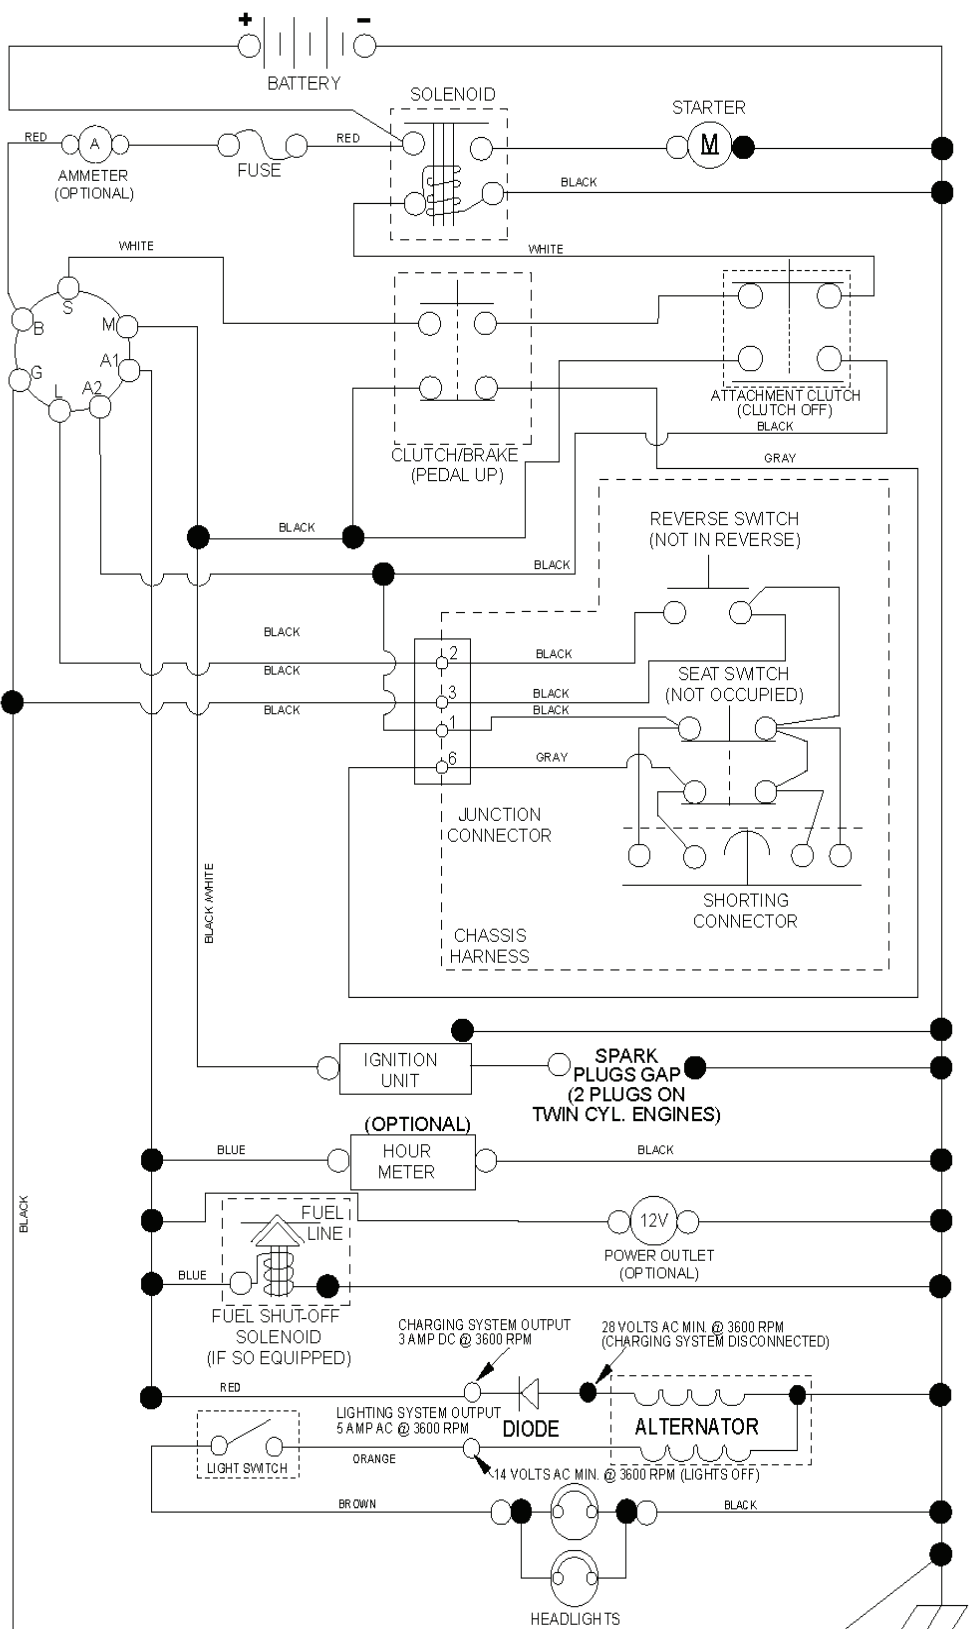 + -
BATTERY
SOLENOID
STARTER
RED
A
RED
M
FUSE
AMMETER
(OPTIONAL)
BLACK
WHITE
WHITE
S
B
M
A1
G
L
A2
ATTACHMENT CLUTCH
(CLUTCH OFF)
BLACK
CLUTCH/BRAKE
(PEDAL UP)
GRAY
BLACK
REVERSE SWITCH
(NOT IN REVERSE)
BLACK
BLACK
2
BLACK
BLACK
SEAT SWITCH
(NOT OCCUPIED)
3
BLACK
BLACK
BLACK
1
6
GRAY
JUNCTION
CONNECTOR
BLACK/WHITE
SHORTING
CONNECTOR
CHASSIS
HARNESS
IGNITION
UNIT
SPARK
PLUGS GAP
(2 PLUGS ON
TWIN CYL. ENGINES)
(OPTIONAL)
HOUR
METER
BLUE
BLACK
BLACK
FUEL
LINE
12V
POWER OUTLET
(OPTIONAL)
BLUE
FUEL SHUT-OFF
SOLENOID
(IF SO EQUIPPED)
CHARGING SYSTEM OUTPUT
3 AMP DC @ 3600 RPM
28 VOLTS AC MIN. @ 3600 RPM
(CHARGING SYSTEM DISCONNECTED)
RED
LIGHTING SYSTEM OUTPUT
5 AMP AC @ 3600 RPM
DIODE
ALTERNATOR
LIGHT SWITCH
ORANGE
14 VOLTS AC MIN. @ 3600 RPM (LIGHTS OFF)
BROWN
BLACK
HEADLIGHTS